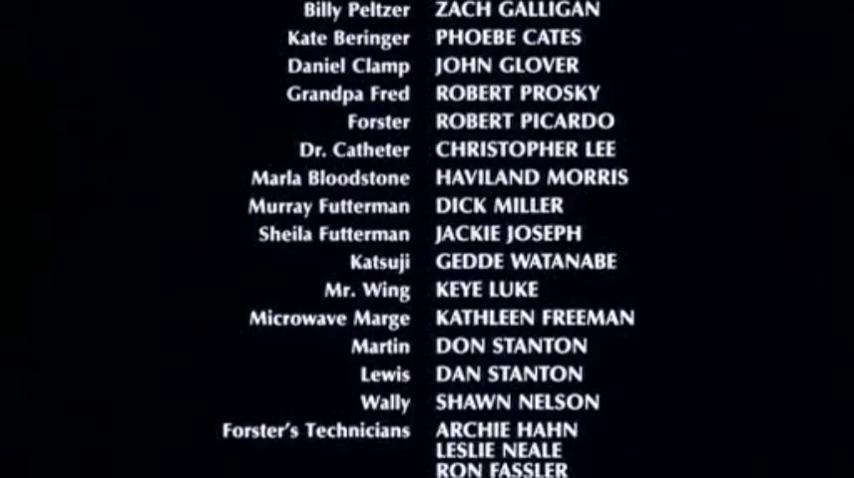 Billy Peltzer ZACH GALLIGAN
Kate Beringer PHOEBE CATES
Daniel Clamp JOHN GLOVER
Grandpa Fred ROBERT PROSKY
Forster ROBERT PICARDO
Dr. Catheter CHRISTOPHER LEE
Marla Bloodstone HAVILAND MORRIS
Murray Futterman DICK MILLER
Sheila Futterman JACKIE JOSEPH
Katsuji GEDDE WATANABE
Mr. Wing KEYE LUKE
Microwave Marge KATHLEEN FREEMAN
Martin DON STANTON
Lewis DAN STANTON
Wally SHAWN NELSON
Forster's Technicians ARCHIE HAHN
LESLIE NEALE
RON FASSLER